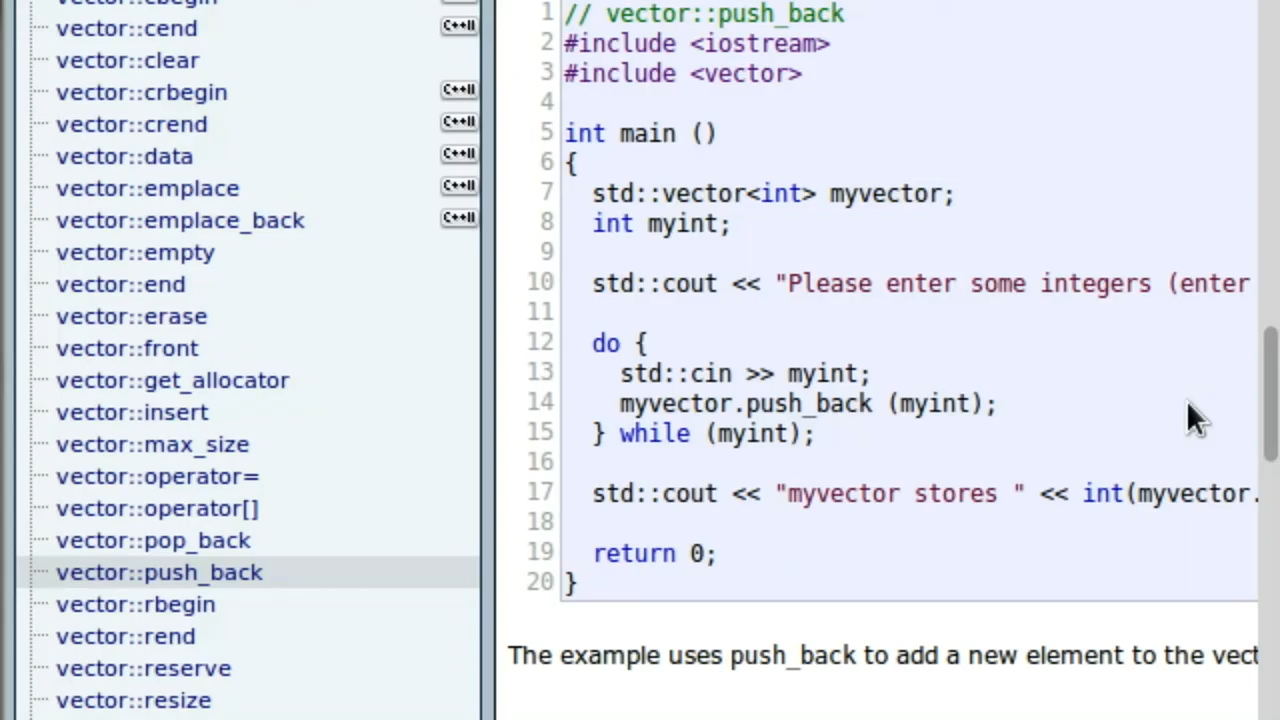 vector::cbegin
vector::cend C++11
vector::clear
vector::crbegin C++11
vector::crend C++11
vector::data C++11
vector::emplace C++11
vector::emplace_back C++11
vector::empty
vector::end
vector::erase
vector::front
vector::get_allocator
vector::insert
vector::max_size
vector::operator=
vector::operator[]
vector::pop_back
vector::push_back
vector::rbegin
vector::rend
vector::reserve
vector::resize
1 // vector::push_back
2 #include <iostream>
3 #include <vector>
4
5 int main ()
6 {
7   std::vector<int> myvector;
8   int myint;
9
10   std::cout << "Please enter some integers (enter
11
12   do {
13     std::cin >> myint;
14     myvector.push_back (myint);
15   } while (myint);
16
17   std::cout << "myvector stores " << int(myvector.
18
19   return 0;
20 }
The example uses push_back to add a new element to the vect